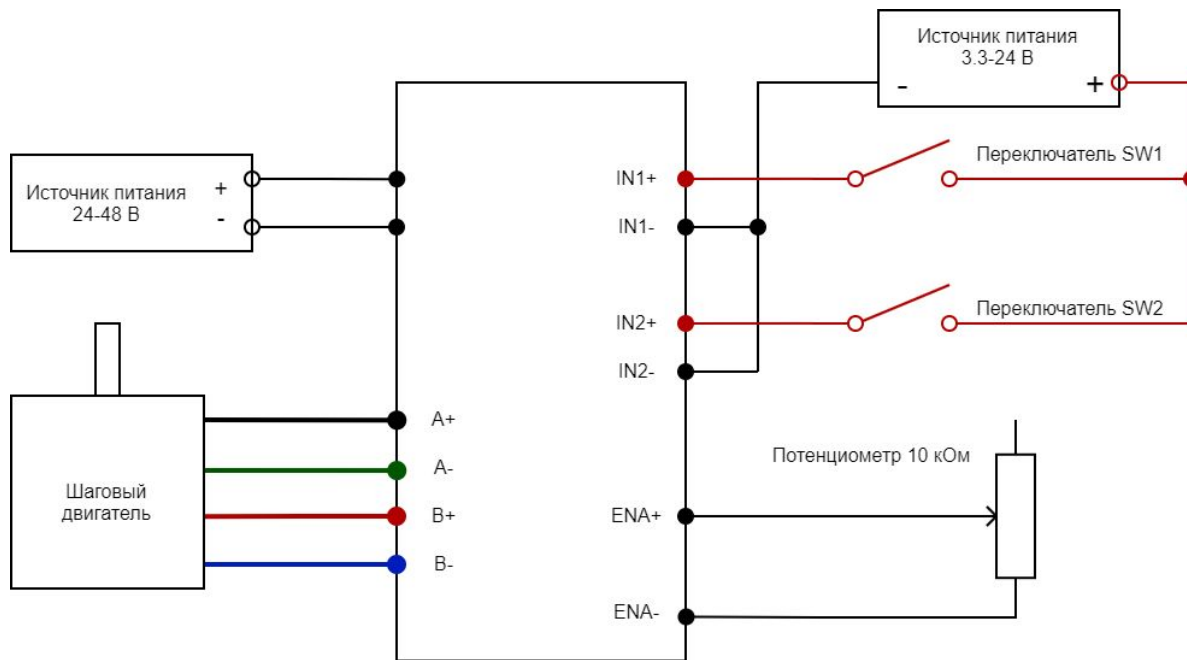 Источник питания
3.3-24 В
- +
Источник питания
24-48 В
+
-
IN1+
Переключатель SW1
IN1-
IN2+
Переключатель SW2
IN2-
A+
A-
B+
B-
Шаговый
двигатель
Потенциометр 10 кОм
ENA+
ENA-